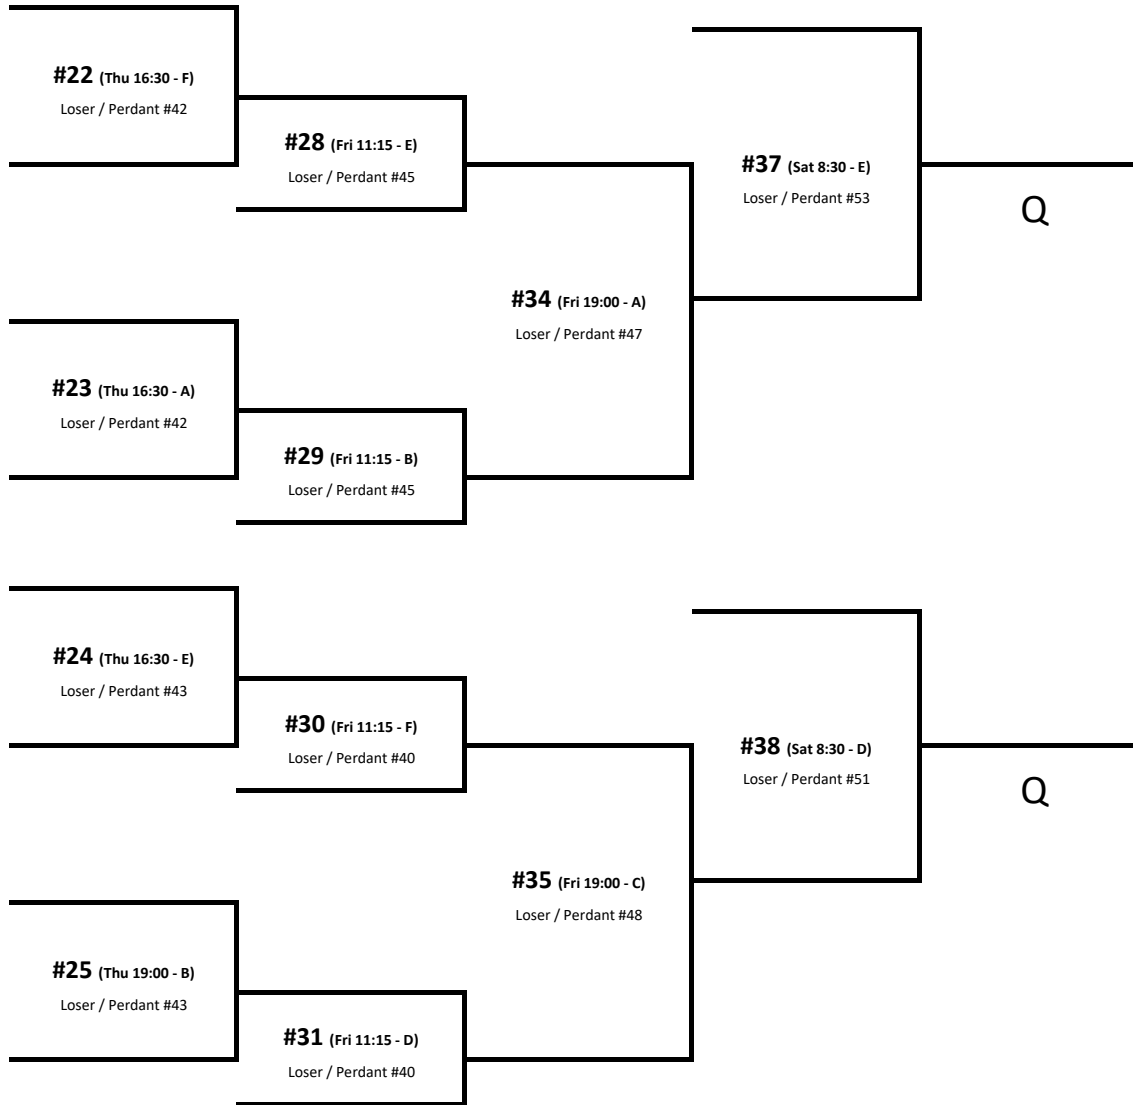 #22 (Thu 16:30 - F)
Loser / Perdant #42
#28 (Fri 11:15 - E)
Loser / Perdant #45
#37 (Sat 8:30 - E)
Loser / Perdant #53
Q
#34 (Fri 19:00 - A)
Loser / Perdant #47
#23 (Thu 16:30 - A)
Loser / Perdant #42
#29 (Fri 11:15 - B)
Loser / Perdant #45
#24 (Thu 16:30 - E)
Loser / Perdant #43
#30 (Fri 11:15 - F)
Loser / Perdant #40
#38 (Sat 8:30 - D)
Loser / Perdant #51
Q
#35 (Fri 19:00 - C)
Loser / Perdant #48
#25 (Thu 19:00 - B)
Loser / Perdant #43
#31 (Fri 11:15 - D)
Loser / Perdant #40